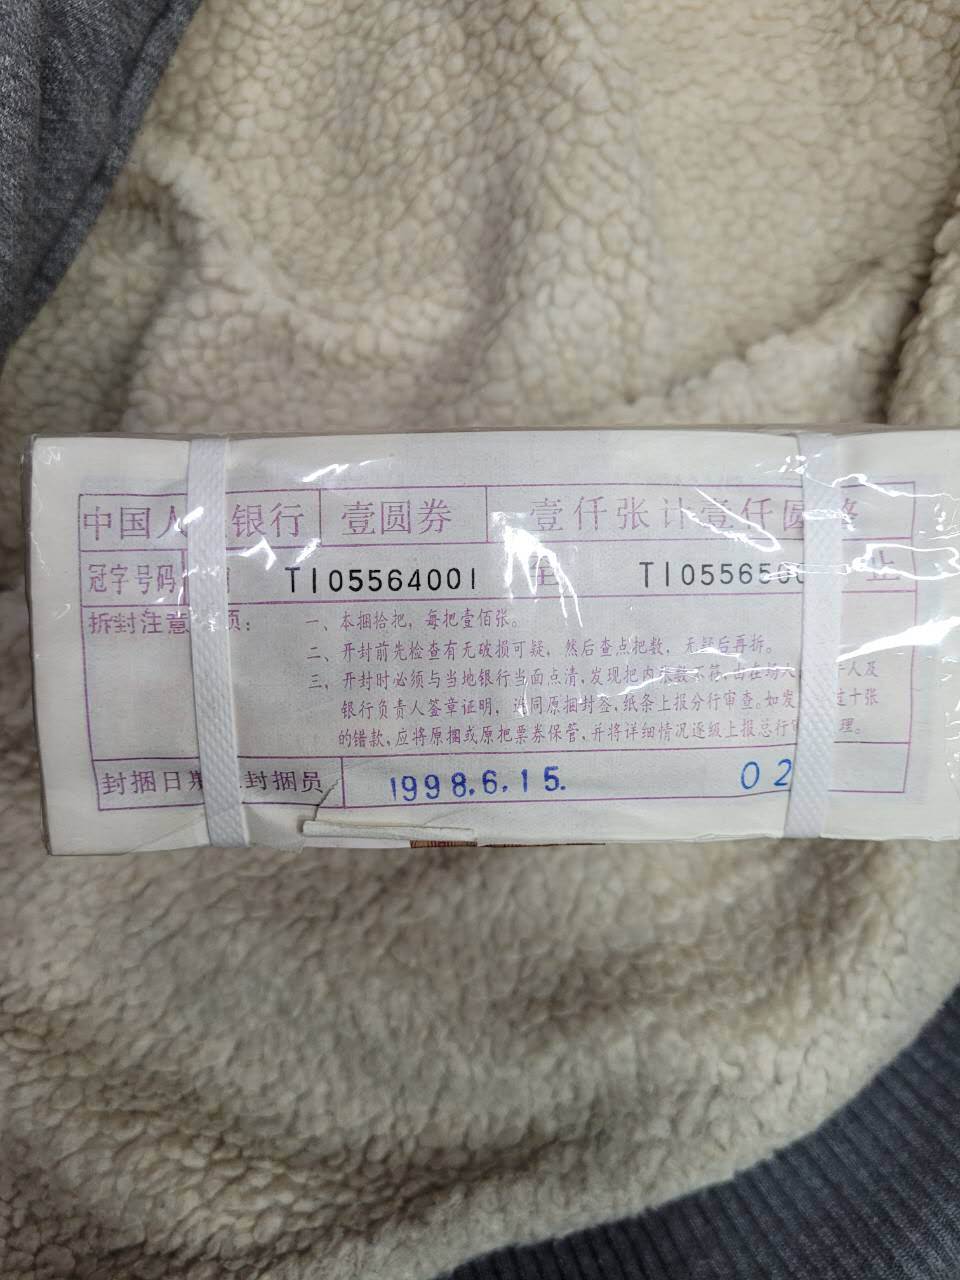 中国人 银行 壹圆券 壹仟张计壹仟圆整
冠字号码 TI05564001 至 TI055650 止
拆封注意 项：
一、本捆拾把，每把壹佰张。
二、开封前先检查有无破损可疑，然后查点把数，无疑后再拆。
三、开封时必须与当地银行当面点清，发现把内张数不符，由在场人 人及
银行负责人签章证明，连同原捆封签、纸条上报分行审查。如发 过十张
的错款，应将原捆或原把票券保管，并将详细情况逐级上报总行 理。
封捆日期 封捆员 1998.6.15. 02